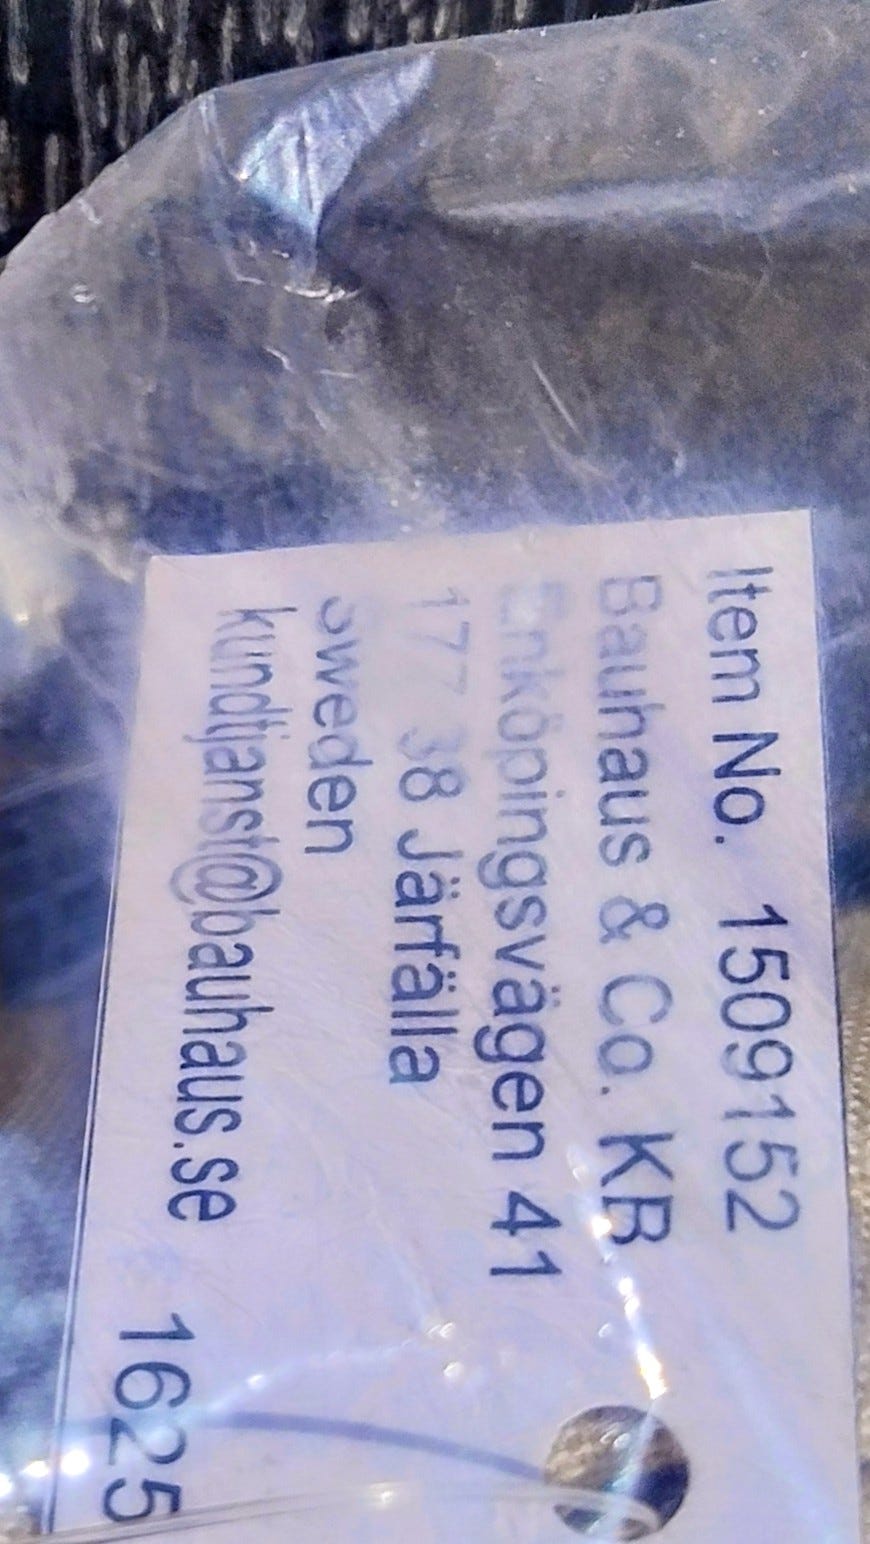 Item No. 1509152
Bauhaus & Co. KB
Enköpingsvägen 41
177 38 Järfälla
Sweden
kundtjanst@bauhaus.se
1625